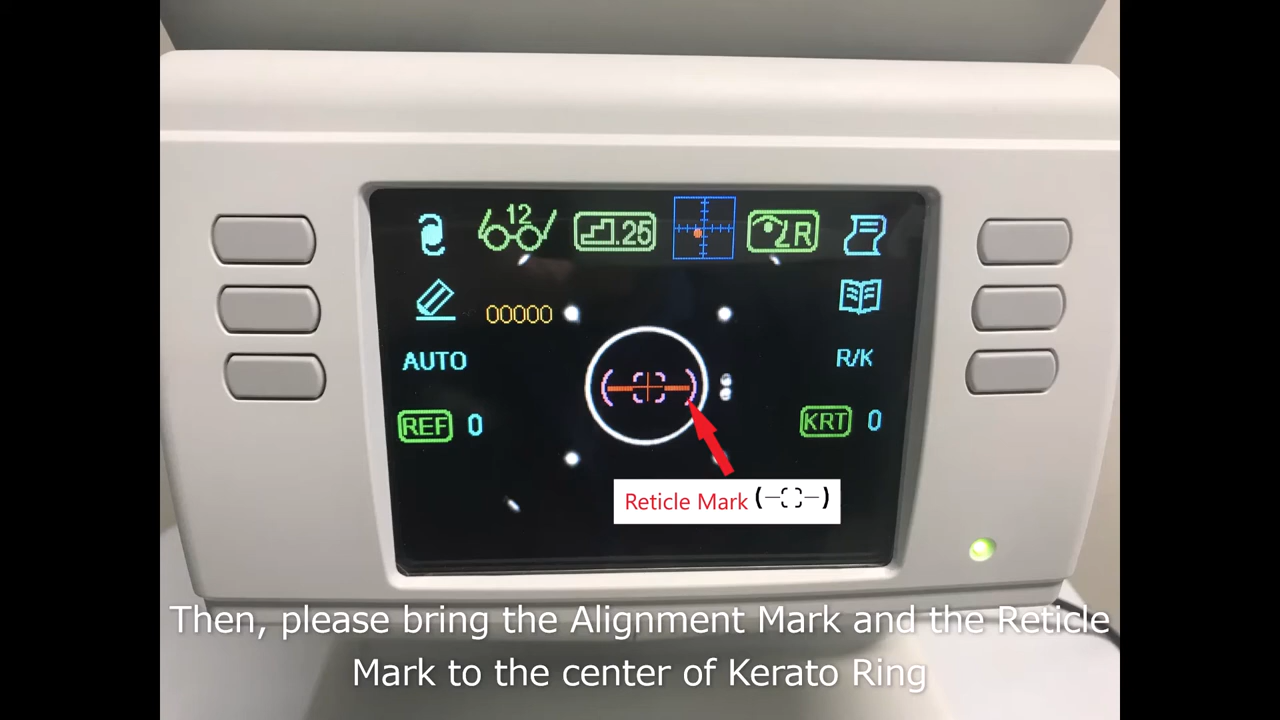 12
.25
R
00000
AUTO
R/K
REF 0
KRT 0
Reticle Mark (-[ ]-)
Then, please bring the Alignment Mark and the Reticle
Mark to the center of Kerato Ring